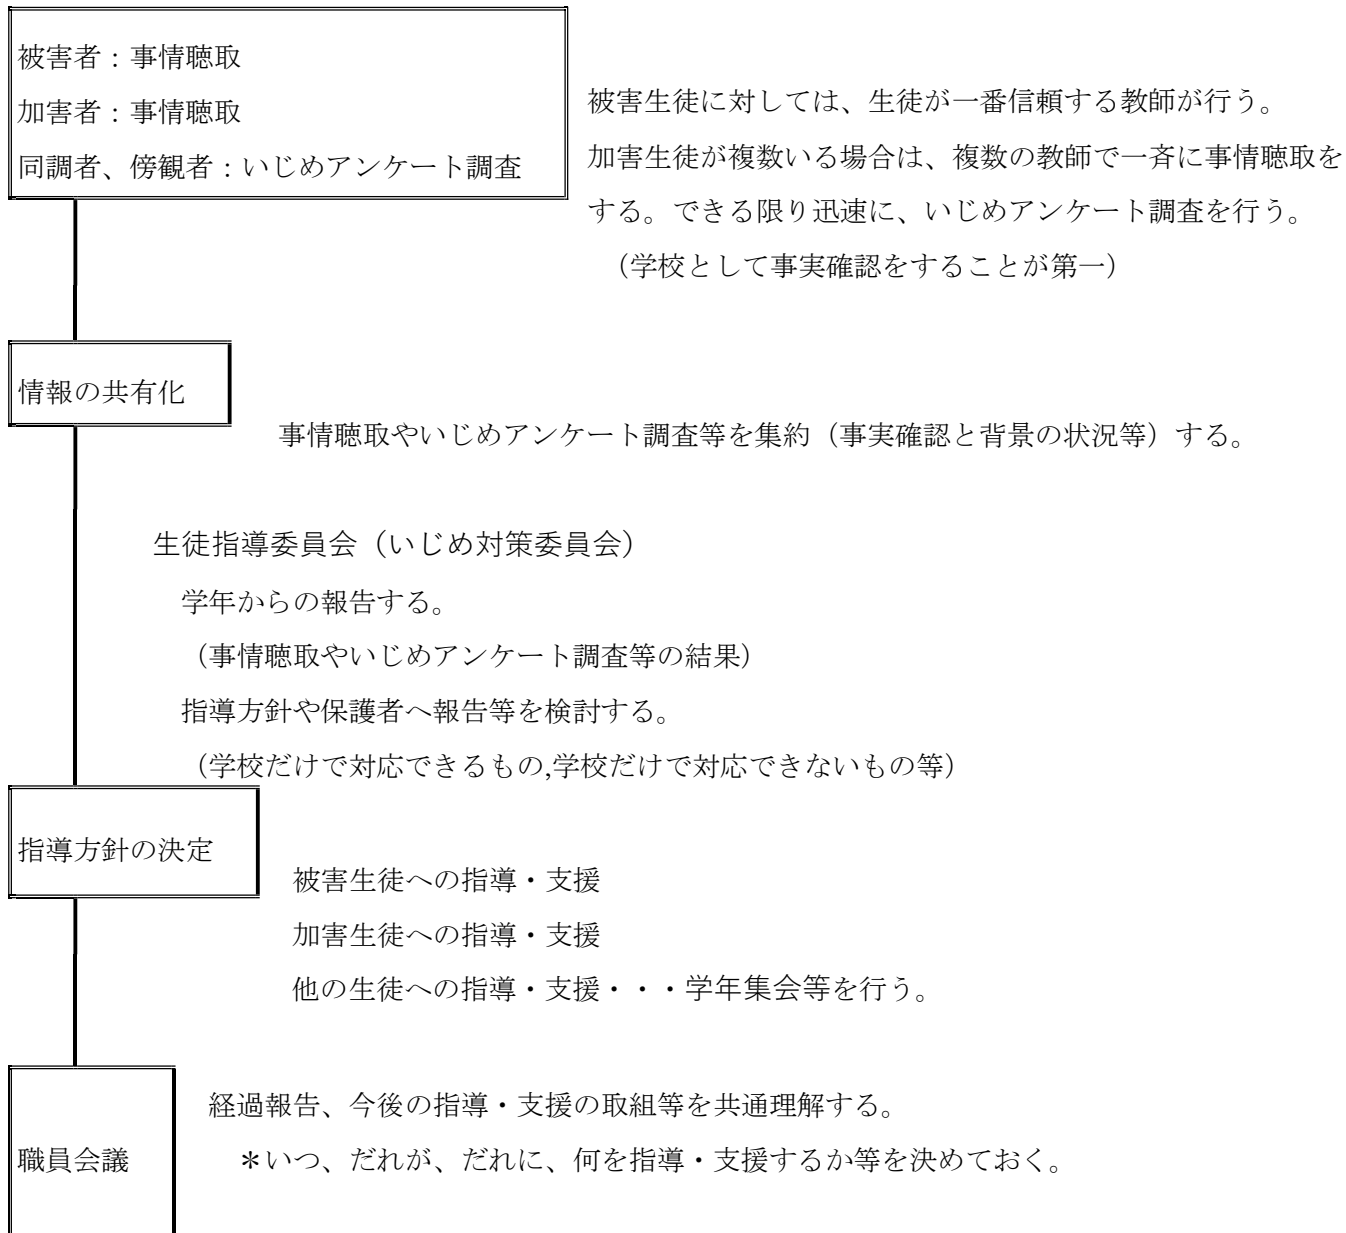 被害者：事情聴取
加害者：事情聴取
同調者、傍観者：いじめアンケート調査
被害生徒に対しては、生徒が一番信頼する教師が行う。
加害生徒が複数いる場合は、複数の教師で一斉に事情聴取を
する。できる限り迅速に、いじめアンケート調査を行う。
（学校として事実確認をすることが第一）
情報の共有化
事情聴取やいじめアンケート調査等を集約（事実確認と背景の状況等）する。
生徒指導委員会（いじめ対策委員会）
学年からの報告する。
（事情聴取やいじめアンケート調査等の結果）
指導方針や保護者へ報告等を検討する。
（学校だけで対応できるもの,学校だけで対応できないもの等）
指導方針の決定
被害生徒への指導・支援
加害生徒への指導・支援
他の生徒への指導・支援・・・学年集会等を行う。
経過報告、今後の指導・支援の取組等を共通理解する。
職員会議
＊いつ、だれが、だれに、何を指導・支援するか等を決めておく。